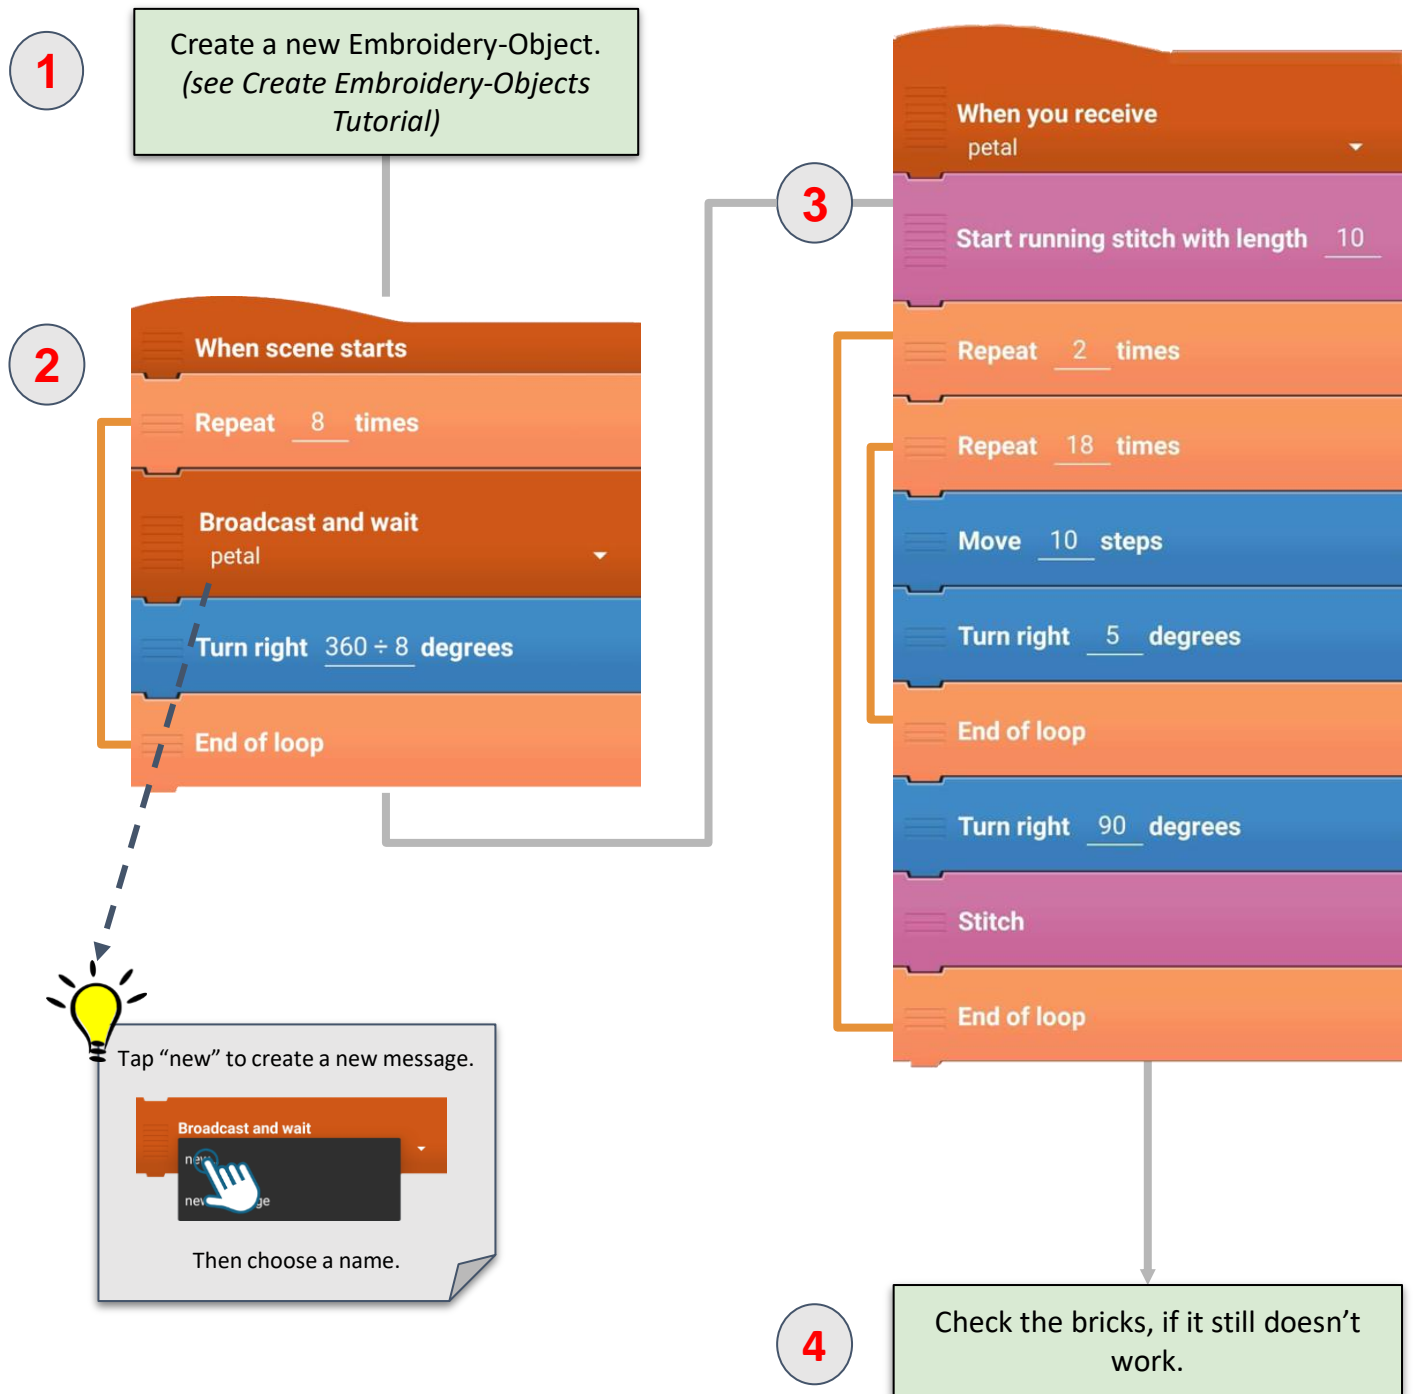 1
Create a new Embroidery-Object.
(see Create Embroidery-Objects
Tutorial)
2
When scene starts
Repeat 8 times
Broadcast and wait
petal
Turn right 360 ÷ 8 degrees
End of loop
Tap “new” to create a new message.
Broadcast and wait
new
Then choose a name.
3
When you receive
petal
Start running stitch with length 10
Repeat 2 times
Repeat 18 times
Move 10 steps
Turn right 5 degrees
End of loop
Turn right 90 degrees
Stitch
End of loop
4
Check the bricks, if it still doesn’t
work.